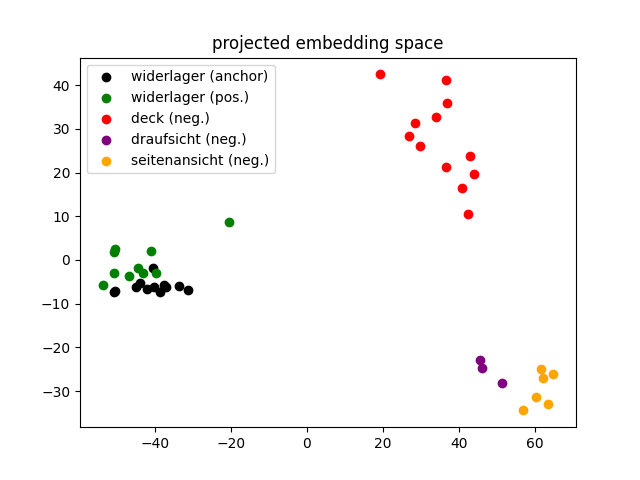 projected embedding space
widerlager (anchor)
widerlager (pos.)
deck (neg.)
draufsicht (neg.)
seitenansicht (neg.)
40
30
20
10
0
−10
−20
−30
−40 −20 0 20 40 60